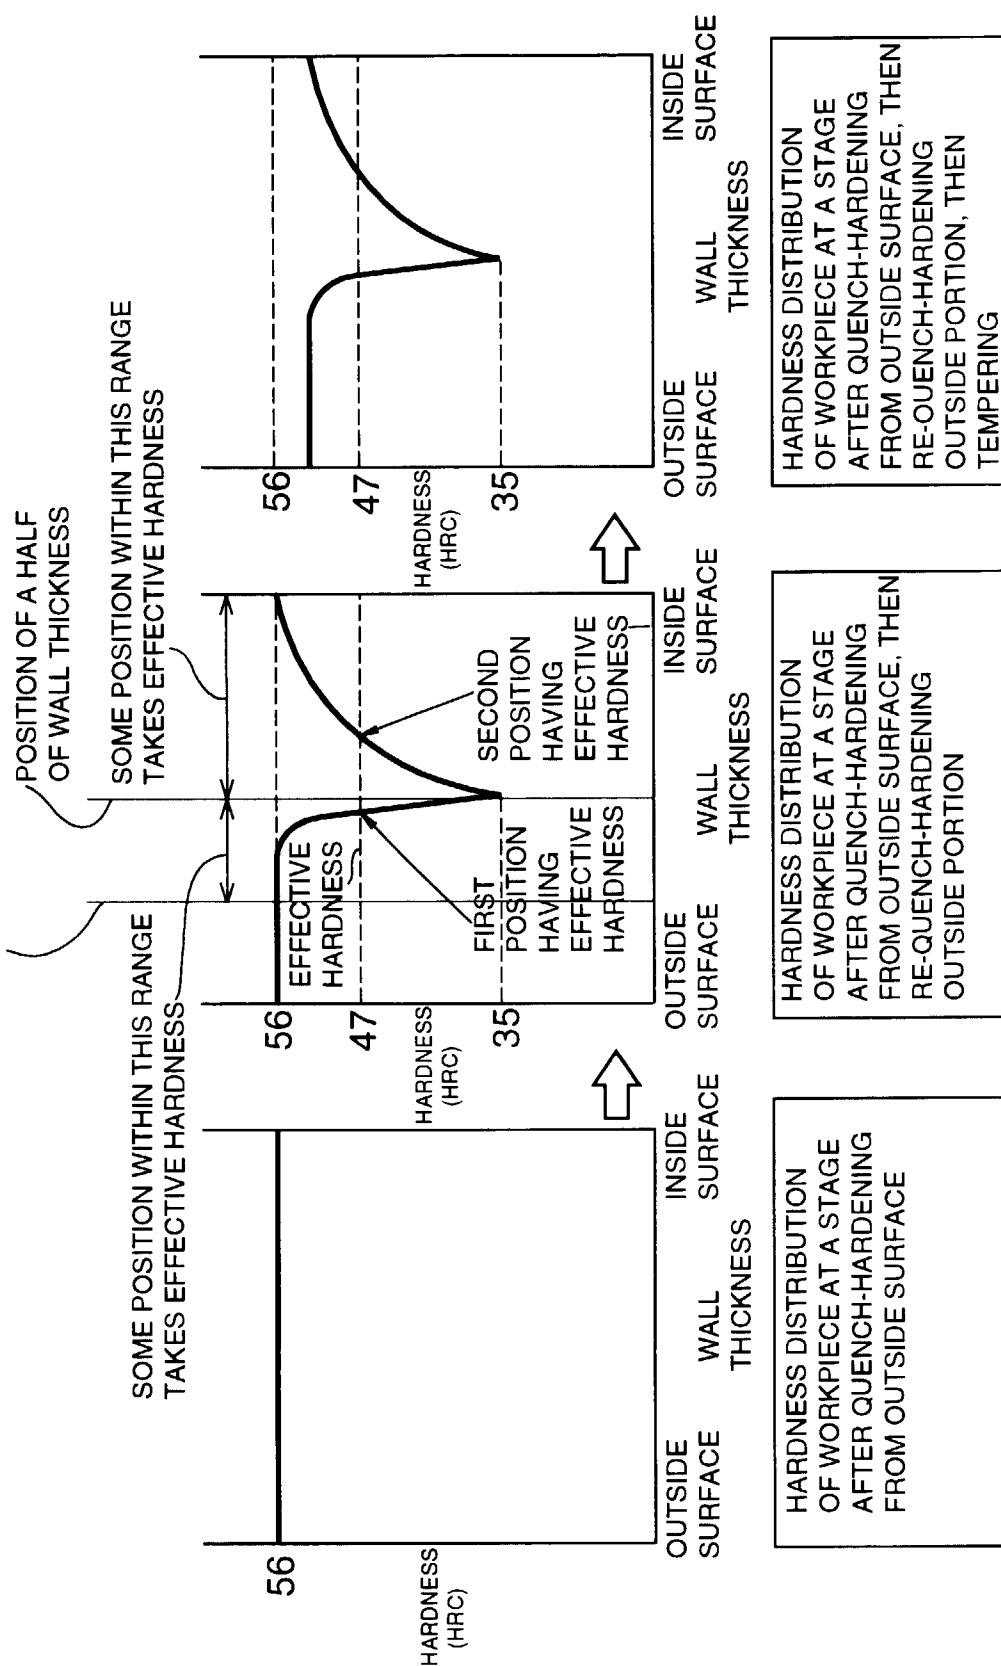 POSITION OF A HALF
OF WALL THICKNESS
SOME POSITION WITHIN THIS RANGE
TAKES EFFECTIVE HARDNESS
SOME POSITION WITHIN THIS RANGE
TAKES EFFECTIVE HARDNESS
56
HARDNESS
(HRC)
OUTSIDE
SURFACE
WALL
THICKNESS
INSIDE
SURFACE
HARDNESS DISTRIBUTION
OF WORKPIECE AT A STAGE
AFTER QUENCH-HARDENING
FROM OUTSIDE SURFACE
56
47
35
HARDNESS
(HRC)
EFFECTIVE
HARDNESS
FIRST
POSITION
HAVING
EFFECTIVE
HARDNESS
SECOND
POSITION
HAVING
EFFECTIVE
HARDNESS
OUTSIDE
SURFACE
WALL
THICKNESS
INSIDE
SURFACE
HARDNESS DISTRIBUTION
OF WORKPIECE AT A STAGE
AFTER QUENCH-HARDENING
FROM OUTSIDE SURFACE, THEN
RE-QUENCH-HARDENING
OUTSIDE PORTION
56
47
35
HARDNESS
(HRC)
OUTSIDE
SURFACE
WALL
THICKNESS
INSIDE
SURFACE
HARDNESS DISTRIBUTION
OF WORKPIECE AT A STAGE
AFTER QUENCH-HARDENING
FROM OUTSIDE SURFACE, THEN
RE-OUENCH-HARDENING
OUTSIDE PORTION, THEN
TEMPERING